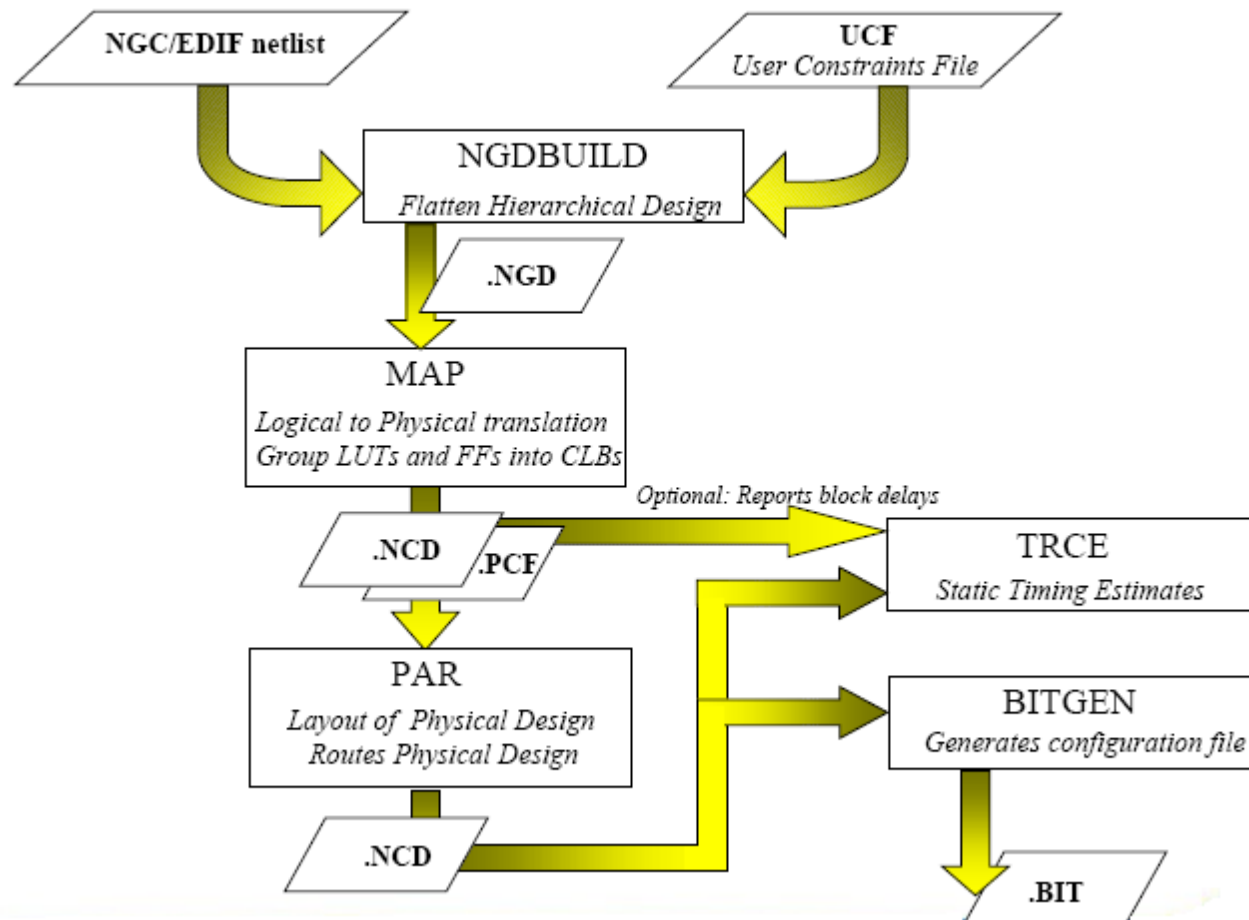 NGC/EDIF netlist
UCF
User Constraints File
NGDBUILD
Flatten Hierarchical Design
.NGD
MAP
Logical to Physical translation
Group LUTs and FFs into CLBs
Optional: Reports block delays
.NCD
.PCF
TRCE
Static Timing Estimates
PAR
Layout of Physical Design
Routes Physical Design
BITGEN
Generates configuration file
.NCD
.BIT